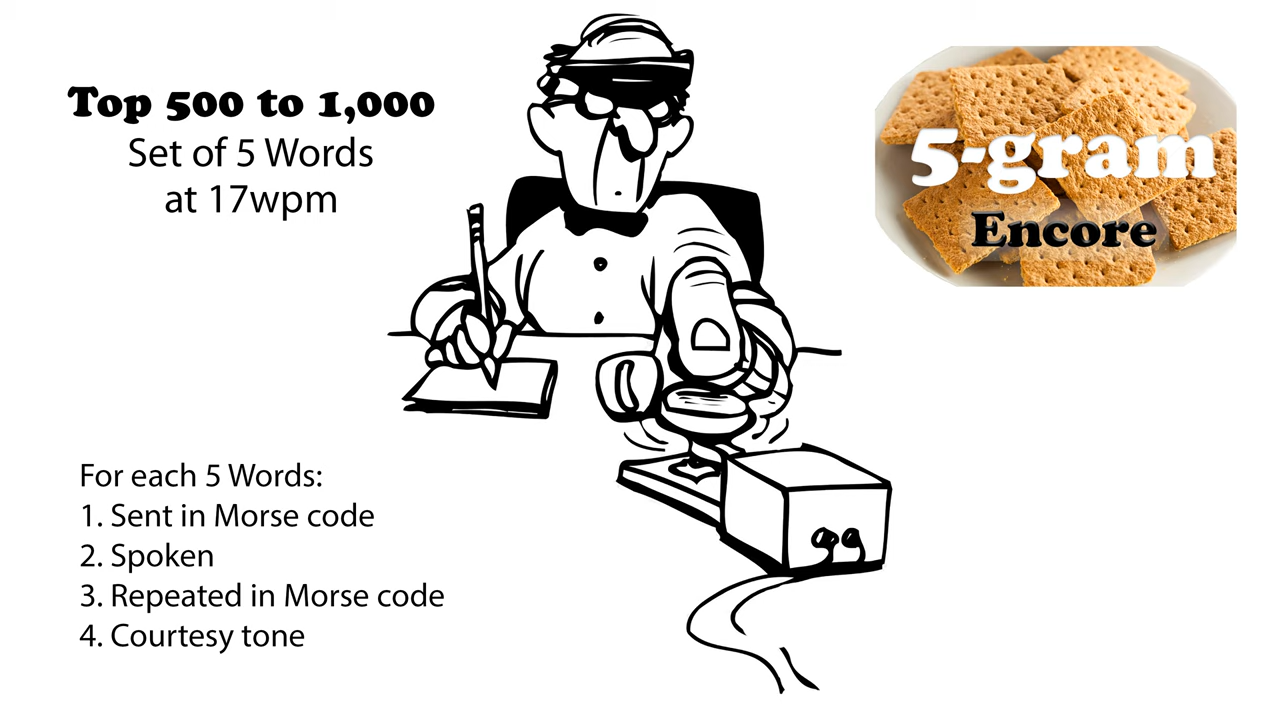 Top 500 to 1,000
Set of 5 Words
at 17wpm
5-gram
Encore
For each 5 Words:
1. Sent in Morse code
2. Spoken
3. Repeated in Morse code
4. Courtesy tone